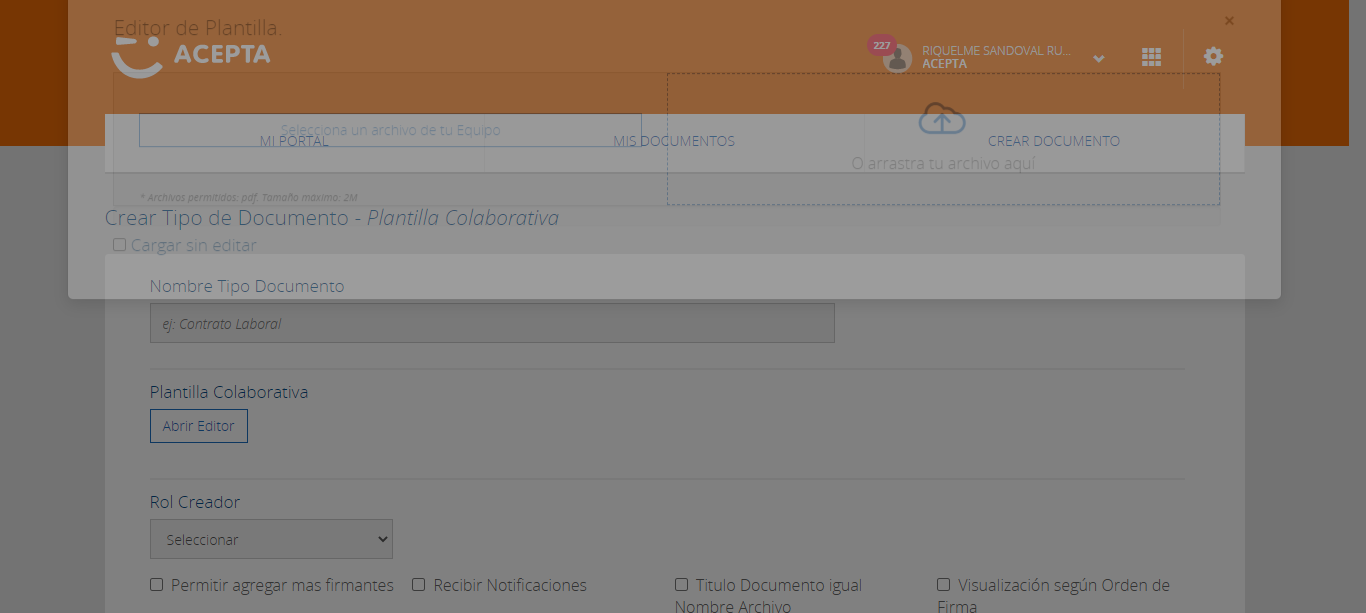 Editor de Plantilla.
×
ACEPTA
227
RIQUELME SANDOVAL RU...
ACEPTA
Selecciona un archivo de tu Equipo
MI PORTAL
MIS DOCUMENTOS
CREAR DOCUMENTO
O arrastra tu archivo aquí
* Archivos permitidos: pdf. Tamaño máximo: 2M
Crear Tipo de Documento - Plantilla Colaborativa
Cargar sin editar
Nombre Tipo Documento
ej: Contrato Laboral
Plantilla Colaborativa
Abrir Editor
Rol Creador
Seleccionar
Permitir agregar mas firmantes
Recibir Notificaciones
Titulo Documento igual
Nombre Archivo
Visualización según Orden de
Firma